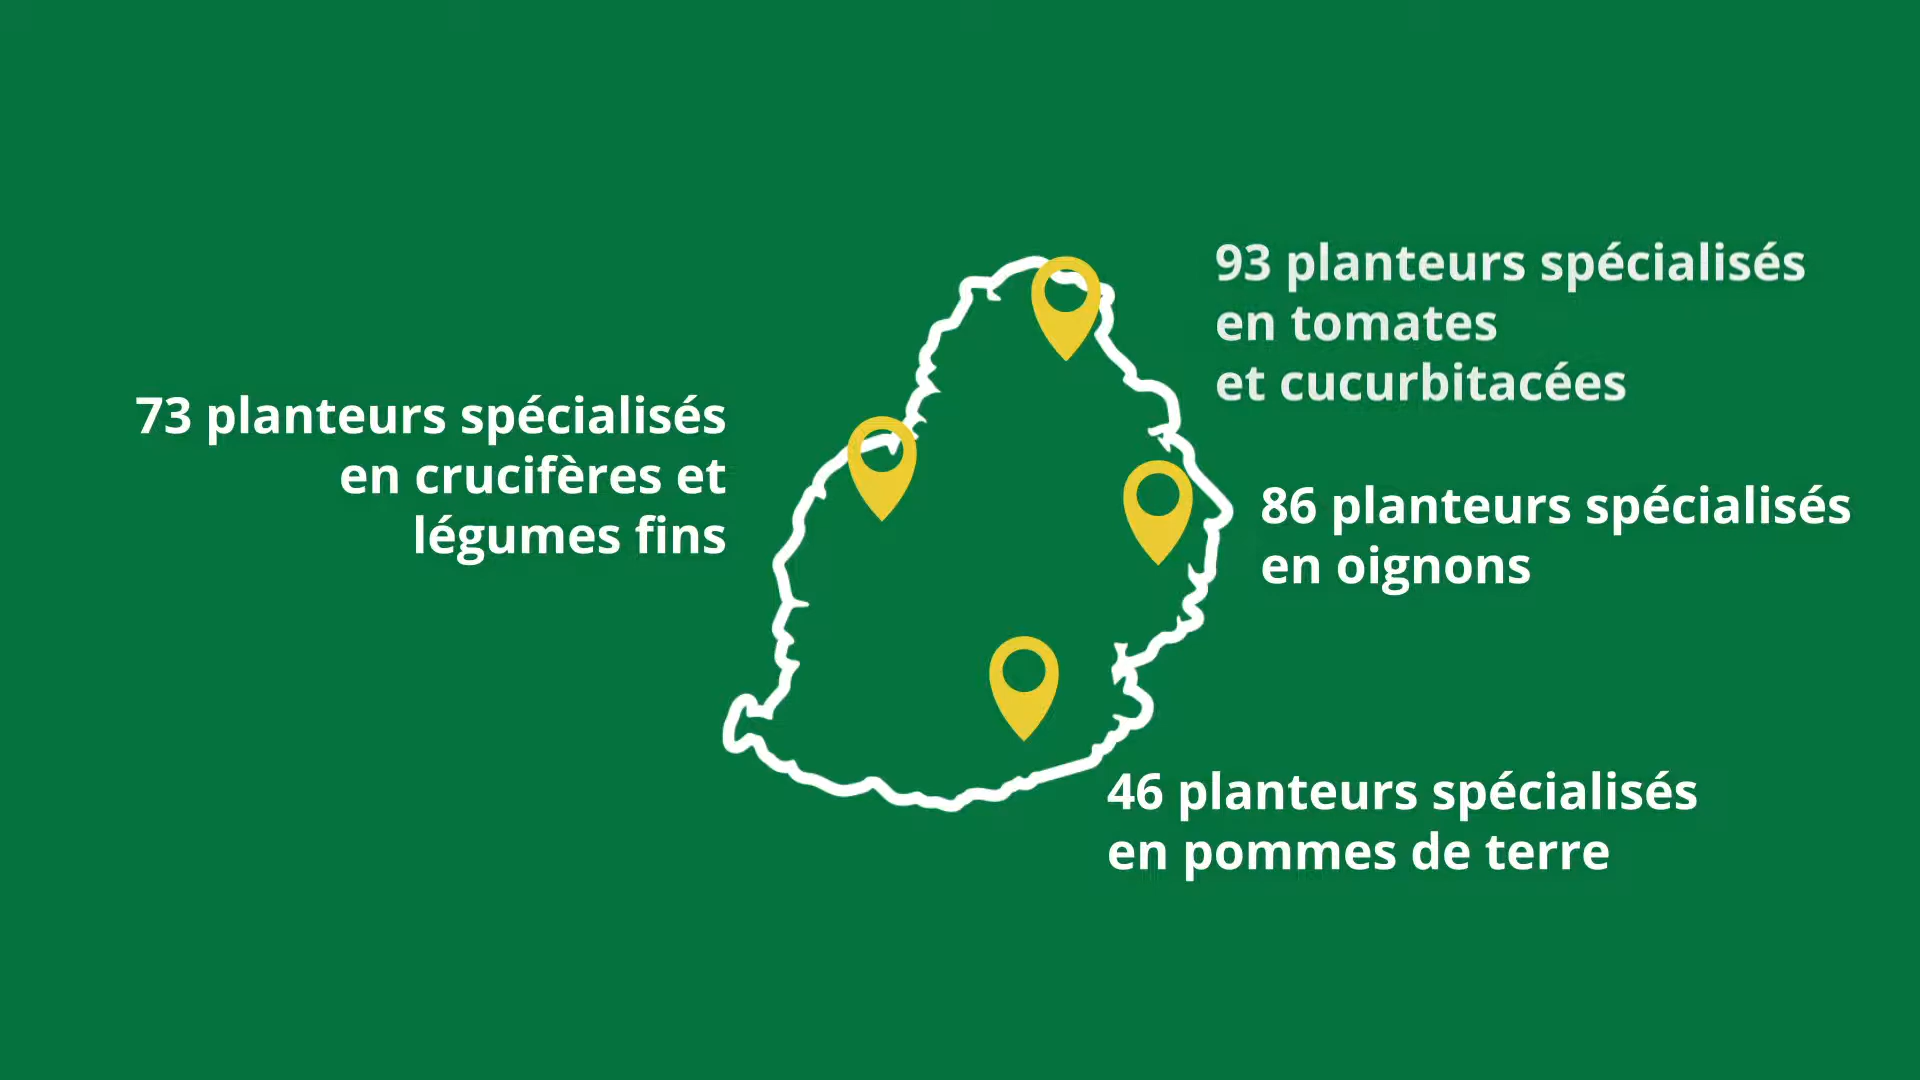 93 planteurs spécialisés
en tomates
et cucurbitacées
73 planteurs spécialisés
en crucifères et
légumes fins
86 planteurs spécialisés
en oignons
46 planteurs spécialisés
en pommes de terre